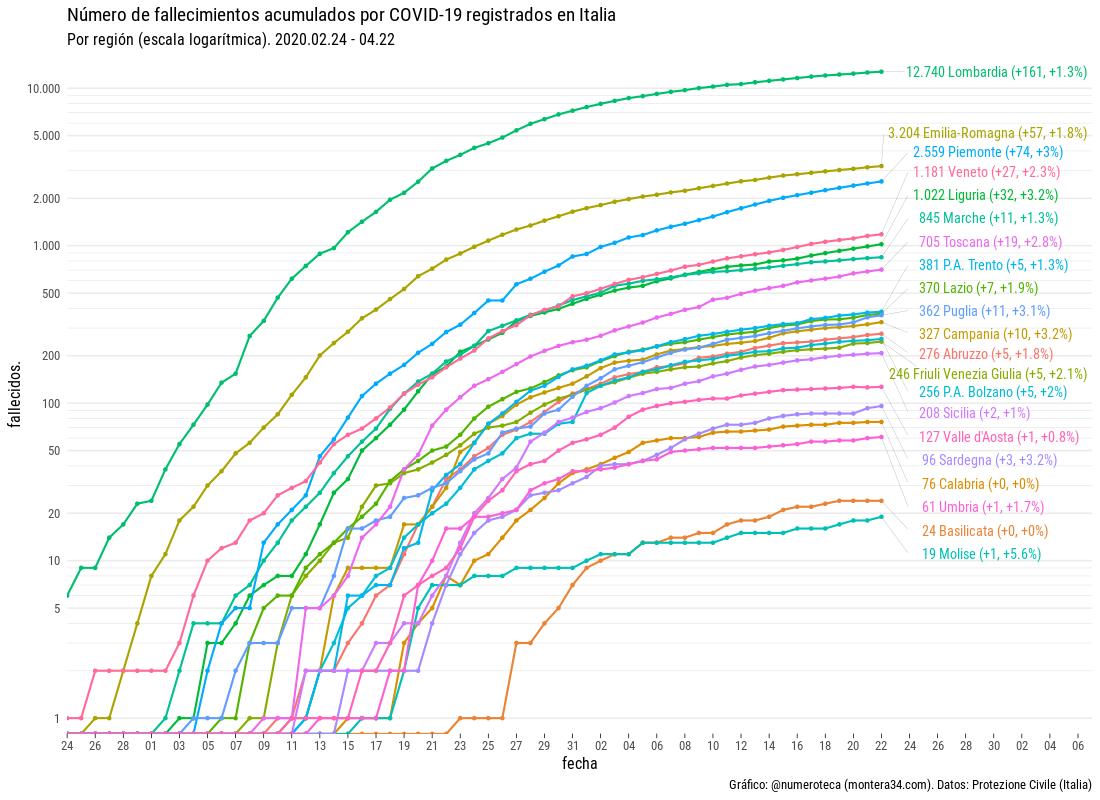 Número de fallecimientos acumulados por COVID-19 registrados en Italia
Por región (escala logarítmica). 2020.02.24 - 04.22
fallecidos.
10.000
5.000
2.000
1.000
500
200
100
50
20
10
5
1
12.740 Lombardia (+161, +1.3%)
3.204 Emilia-Romagna (+57, +1.8%)
2.559 Piemonte (+74, +3%)
1.181 Veneto (+27, +2.3%)
1.022 Liguria (+32, +3.2%)
845 Marche (+11, +1.3%)
705 Toscana (+19, +2.8%)
381 P.A. Trento (+5, +1.3%)
370 Lazio (+7, +1.9%)
362 Puglia (+11, +3.1%)
327 Campania (+10, +3.2%)
276 Abruzzo (+5, +1.8%)
246 Friuli Venezia Giulia (+5, +2.1%)
256 P.A. Bolzano (+5, +2%)
208 Sicilia (+2, +1%)
127 Valle d'Aosta (+1, +0.8%)
96 Sardegna (+3, +3.2%)
76 Calabria (+0, +0%)
61 Umbria (+1, +1.7%)
24 Basilicata (+0, +0%)
19 Molise (+1, +5.6%)
24 26 28 01 03 05 07 09 11 13 15 17 19 21 23 25 27 29 31 02 04 06 08 10 12 14 16 18 20 22 24 26 28 30 02 04 06
fecha
Gráfico: @numeroteca (montera34.com). Datos: Protezione Civile (Italia)